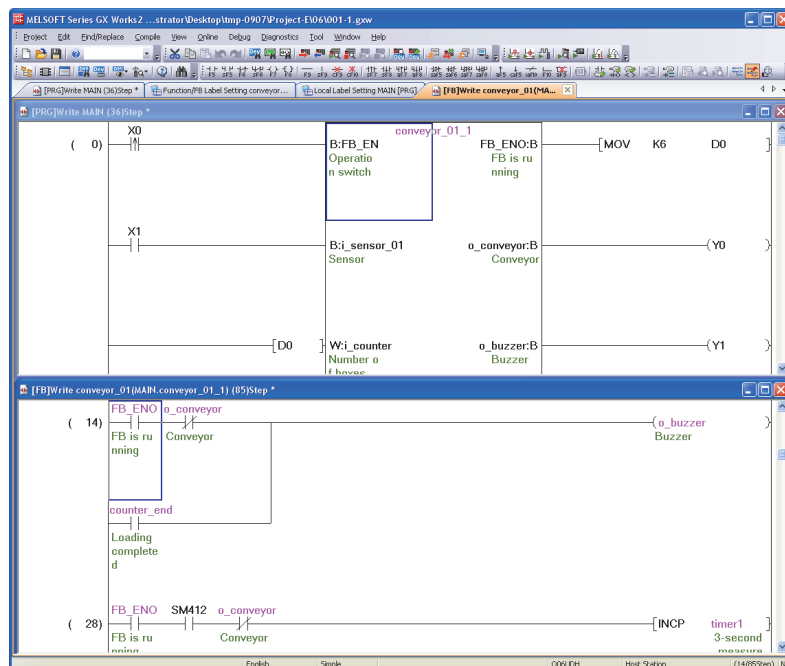 MELSOFT Series GX Works2 ...strator\Desktop\tmp-0907\Project-E\06\001-1.gxw
Project Edit Find/Replace Compile View Online Debug Diagnostics Tool Window Help
[PRG]Write MAIN (36)Step * Function/FB Label Setting conveyor... Local Label Setting MAIN [PRG] [FB]Write conveyor_01(MA...
[PRG]Write MAIN (36)Step *
X0 conveyor_01_1
( 0) B:FB_EN FB_ENO:B MOV K6 D0
Operatio FB is ru
n switch nning
X1
B:i_sensor_01 o_conveyor:B Y0
Sensor Conveyor
D0 W:i_counter o_buzzer:B Y1
Number o Buzzer
f boxes
[FB]Write conveyor_01(MAIN.conveyor_01_1) (85)Step *
FB_ENO o_conveyor
( 14) o_buzzer
FB is ru Conveyor Buzzer
nning
counter_end
Loading
complete
d
FB_ENO SM412 o_conveyor
( 28) INCP timer1
FB is ru Conveyor 3-second
nning measure
English Simple Q06UDH Host Station (14/85Step)